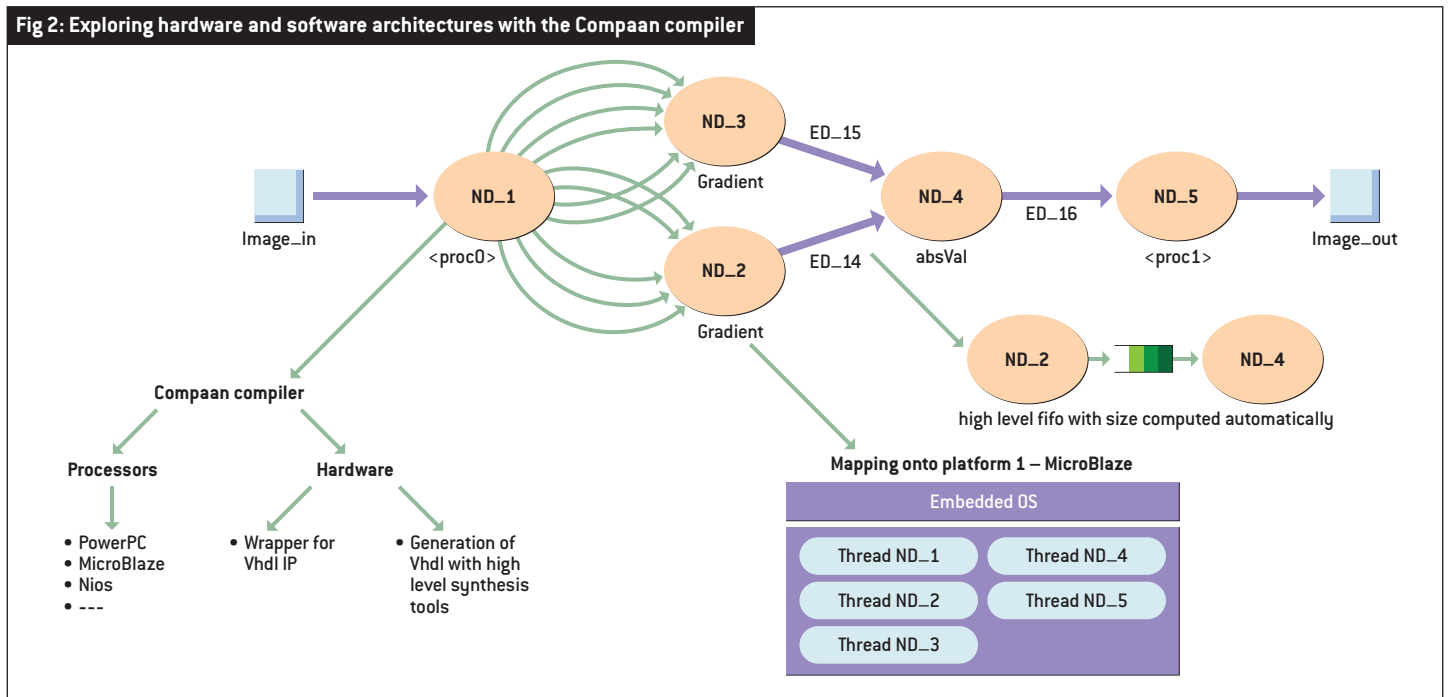 Fig 2: Exploring hardware and software architectures with the Compaan compiler
ND_3
ED_15
Gradient
Image_in
ND_1
<proc0>
ND_4
absVal
ED_16
ND_5
<proc1>
Image_out
ND_2
ED_14
Gradient
ND_2
ND_4
high level fifo with size computed automatically
Compaan compiler
Processors
• PowerPC
• MicroBlaze
• Nios
• ---
Hardware
• Wrapper for
Vhdl IP
• Generation of
Vhdl with high
level synthesis
tools
Mapping onto platform 1 – MicroBlaze
Embedded OS
Thread ND_1
Thread ND_4
Thread ND_2
Thread ND_5
Thread ND_3